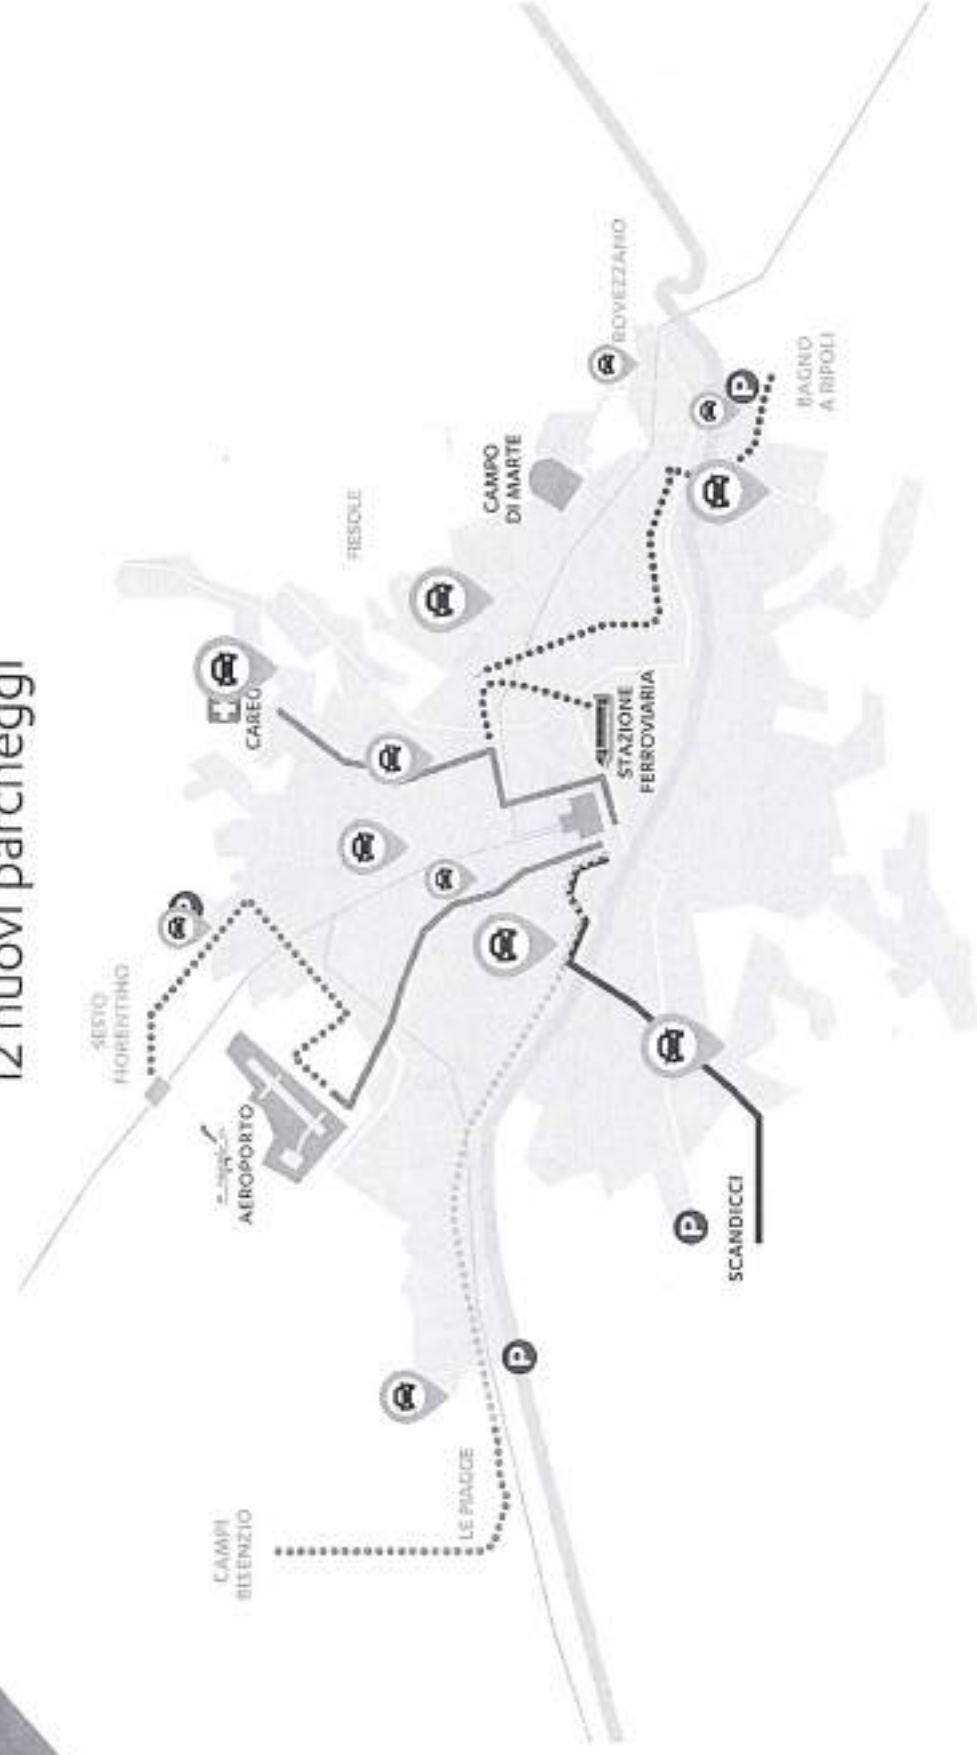 12 nuovi parcheggi
SESTO
FIORENTINO
AEROPORTO
CAREGGI
FIESOLE
CAMPO
DI MARTE
ROVEZZANO
BAGNO
A RIPOLI
P
P
STAZIONE
FERROVIARIA
CAMPI
BISENZIO
LE PIAGGE
P
P
SCANDICCI